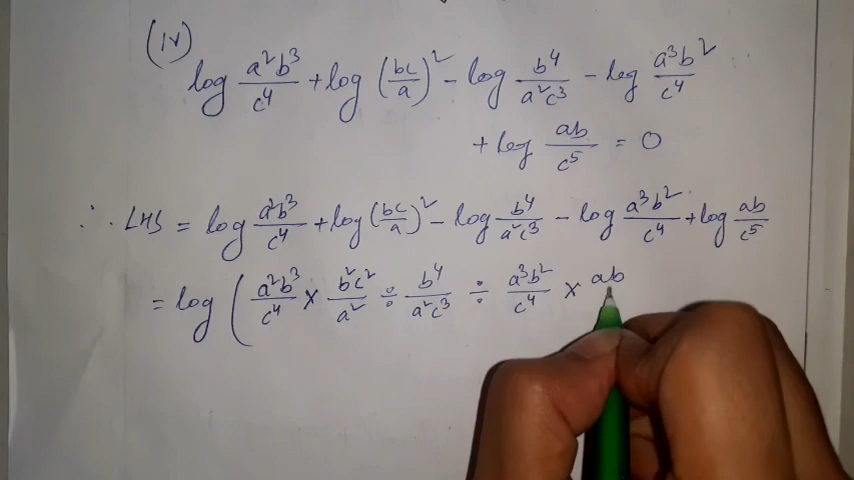 (iv)
log a²b³/c⁴ + log (bc/a)² - log b⁴/a²c³ - log a³b²/c⁴
+ log ab/c⁵ = 0
∴ LHS = log a²b³/c⁴ + log (bc/a)² - log b⁴/a²c³ - log a³b²/c⁴ + log ab/c⁵
= log ( a²b³/c⁴ × b²c²/a² ÷ b⁴/a²c³ ÷ a³b²/c⁴ × ab